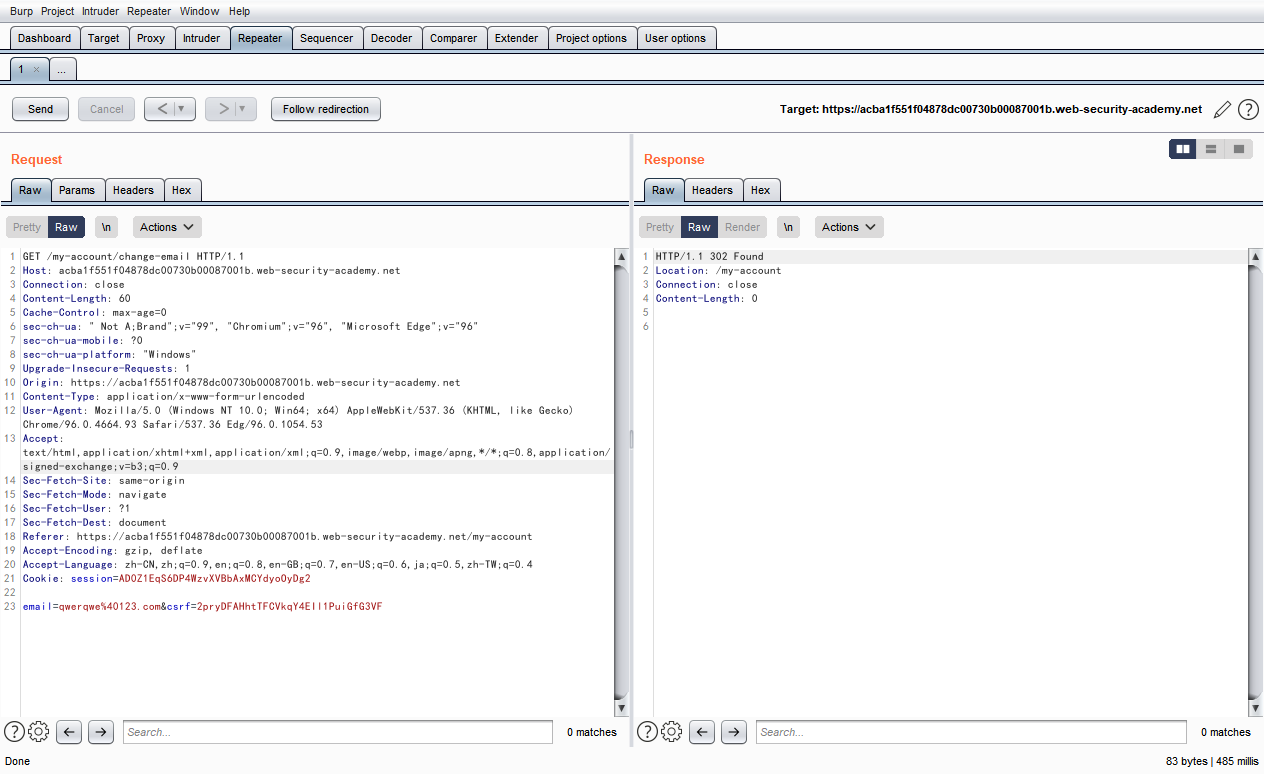 Burp Project Intruder Repeater Window Help
Dashboard Target Proxy Intruder Repeater Sequencer Decoder Comparer Extender Project options User options
1 × ...
Send Cancel < ▼ > ▼ Follow redirection Target: https://acba1f551f04878dc00730b00087001b.web-security-academy.net ?
Request
Raw Params Headers Hex
Pretty Raw \n Actions
1 GET /my-account/change-email HTTP/1.1
2 Host: acba1f551f04878dc00730b00087001b.web-security-academy.net
3 Connection: close
4 Content-Length: 60
5 Cache-Control: max-age=0
6 sec-ch-ua: " Not A;Brand";v="99", "Chromium";v="96", "Microsoft Edge";v="96"
7 sec-ch-ua-mobile: ?0
8 sec-ch-ua-platform: "Windows"
9 Upgrade-Insecure-Requests: 1
10 Origin: https://acba1f551f04878dc00730b00087001b.web-security-academy.net
11 Content-Type: application/x-www-form-urlencoded
12 User-Agent: Mozilla/5.0 (Windows NT 10.0; Win64; x64) AppleWebKit/537.36 (KHTML, like Gecko)
Chrome/96.0.4664.93 Safari/537.36 Edg/96.0.1054.53
13 Accept:
text/html,application/xhtml+xml,application/xml;q=0.9,image/webp,image/apng,*/*;q=0.8,application/
signed-exchange;v=b3;q=0.9
14 Sec-Fetch-Site: same-origin
15 Sec-Fetch-Mode: navigate
16 Sec-Fetch-User: ?1
17 Sec-Fetch-Dest: document
18 Referer: https://acba1f551f04878dc00730b00087001b.web-security-academy.net/my-account
19 Accept-Encoding: gzip, deflate
20 Accept-Language: zh-CN,zh;q=0.9,en;q=0.8,en-GB;q=0.7,en-US;q=0.6,ja;q=0.5,zh-TW;q=0.4
21 Cookie: session=ADOZ1EqS6DP4WzvXVBbAxMCYdyoOyDg2
22
23 email=qwerqwe%40123.com&csrf=2pryDFAHhtTFCVkqY4EIl1PuiGfG3VF
? Search... 0 matches
Response
Raw Headers Hex
Pretty Raw Render \n Actions
1 HTTP/1.1 302 Found
2 Location: /my-account
3 Connection: close
4 Content-Length: 0
5
6
? Search... 0 matches
Done 83 bytes | 485 millis